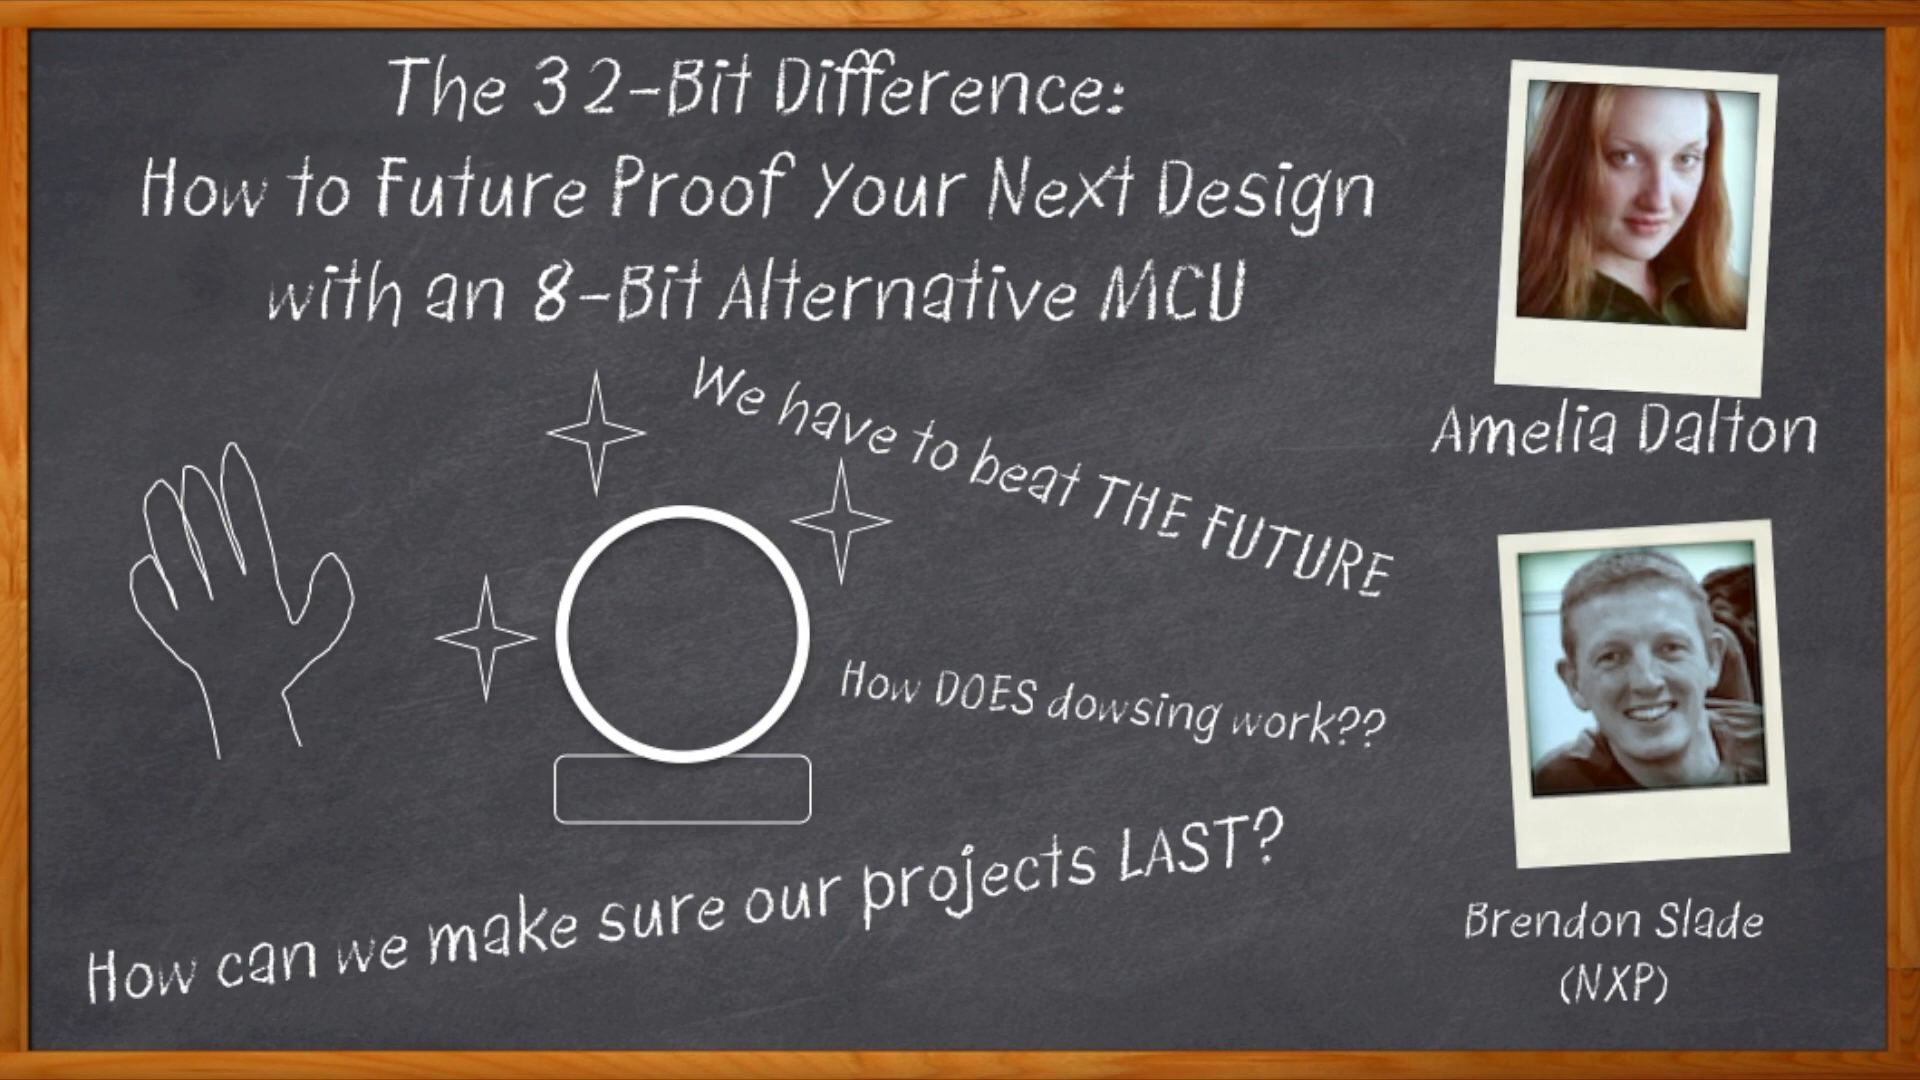 The 32-Bit Difference:
How to Future Proof Your Next Design
with an 8-Bit Alternative MCU
We have to beat THE FUTURE
Amelia Dalton
How DOES dowsing work??
How can we make sure our projects LAST?
Brendon Slade
(NXP)